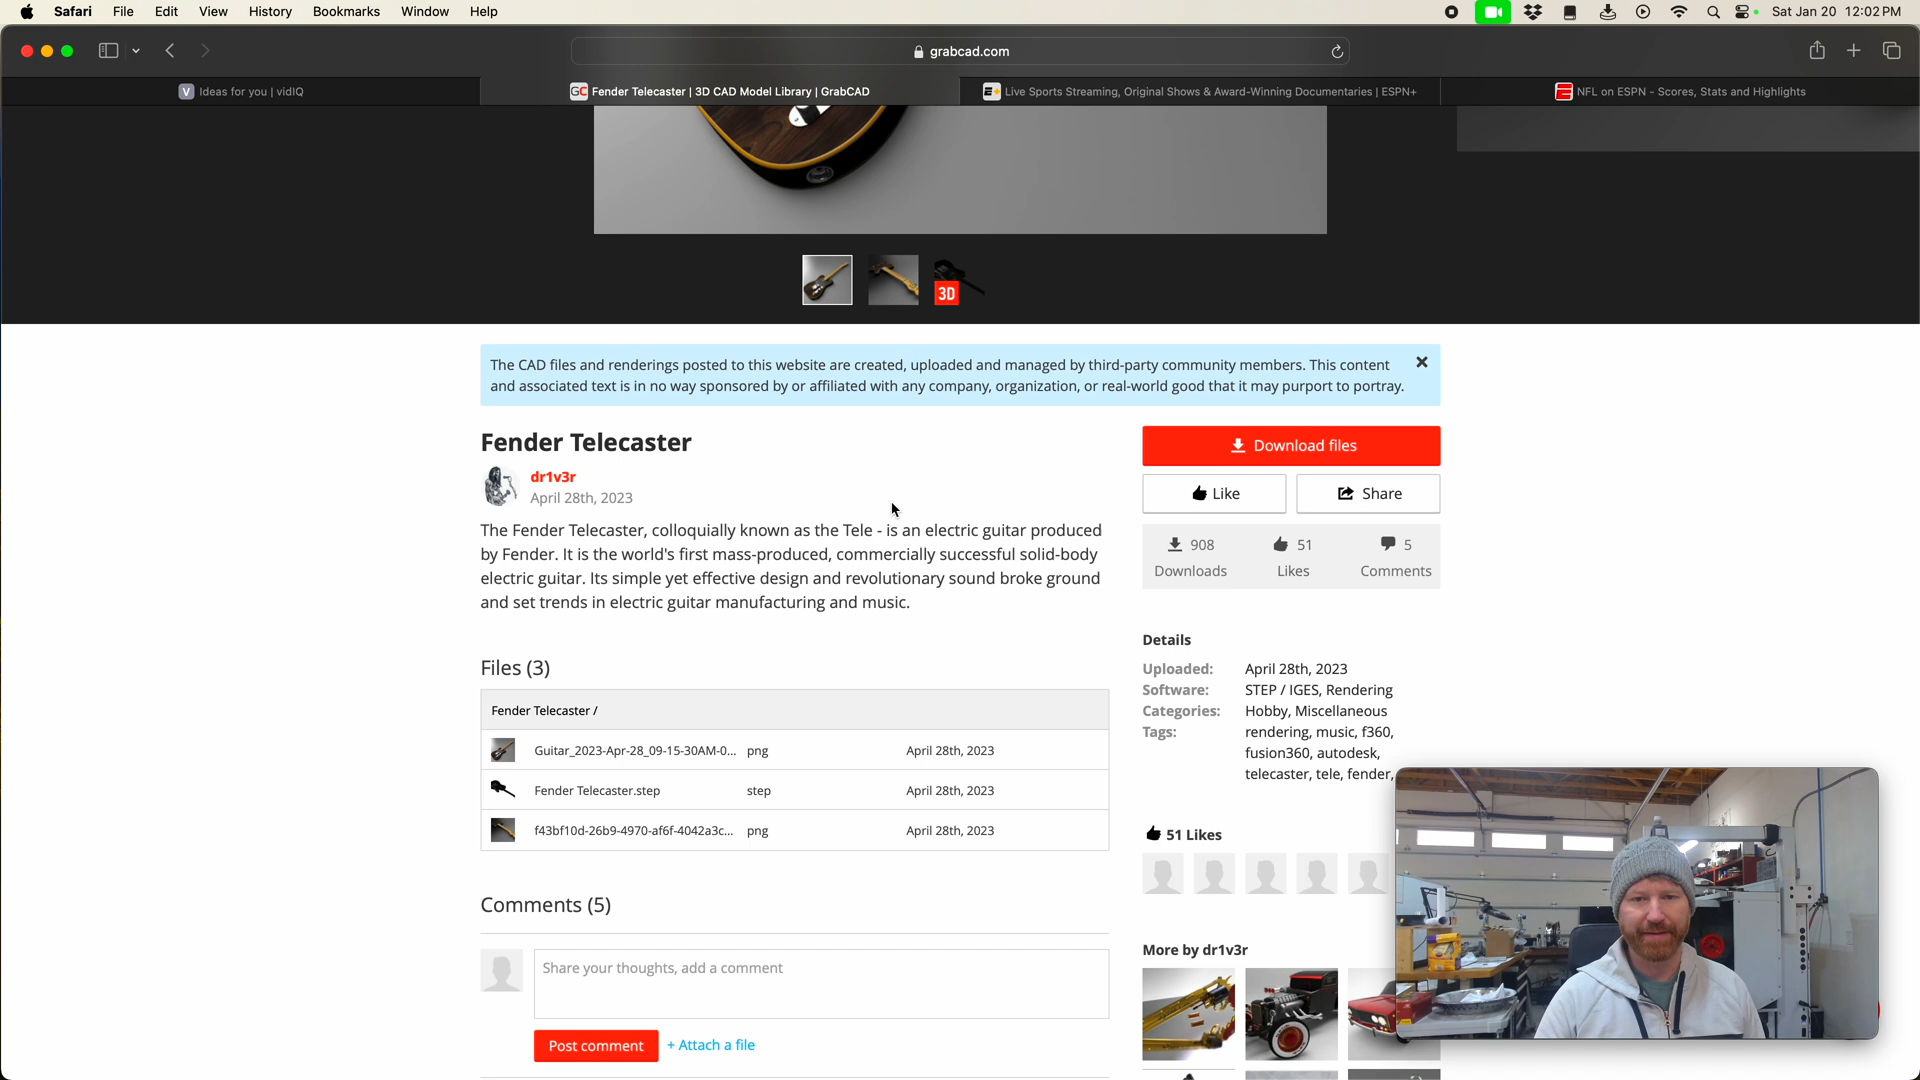 Safari File Edit View History Bookmarks Window Help Sat Jan 20 12:02 PM
grabcad.com
V Ideas for you | vidIQ
GC Fender Telecaster | 3D CAD Model Library | GrabCAD
E+ Live Sports Streaming, Original Shows & Award-Winning Documentaries | ESPN+
NFL on ESPN - Scores, Stats and Highlights
3D
The CAD files and renderings posted to this website are created, uploaded and managed by third-party community members. This content
and associated text is in no way sponsored by or affiliated with any company, organization, or real-world good that it may purport to portray.
Fender Telecaster
dr1v3r
April 28th, 2023
The Fender Telecaster, colloquially known as the Tele - is an electric guitar produced
by Fender. It is the world's first mass-produced, commercially successful solid-body
electric guitar. Its simple yet effective design and revolutionary sound broke ground
and set trends in electric guitar manufacturing and music.
Files (3)
Fender Telecaster /
Guitar_2023-Apr-28_09-15-30AM-0... png April 28th, 2023
Fender Telecaster.step step April 28th, 2023
f43bf10d-26b9-4970-af6f-4042a3c... png April 28th, 2023
Comments (5)
Share your thoughts, add a comment
Post comment + Attach a file
Download files
Like Share
908 51 5
Downloads Likes Comments
Details
Uploaded: April 28th, 2023
Software: STEP / IGES, Rendering
Categories: Hobby, Miscellaneous
Tags: rendering, music, f360,
fusion360, autodesk,
telecaster, tele, fender,
51 Likes
More by dr1v3r